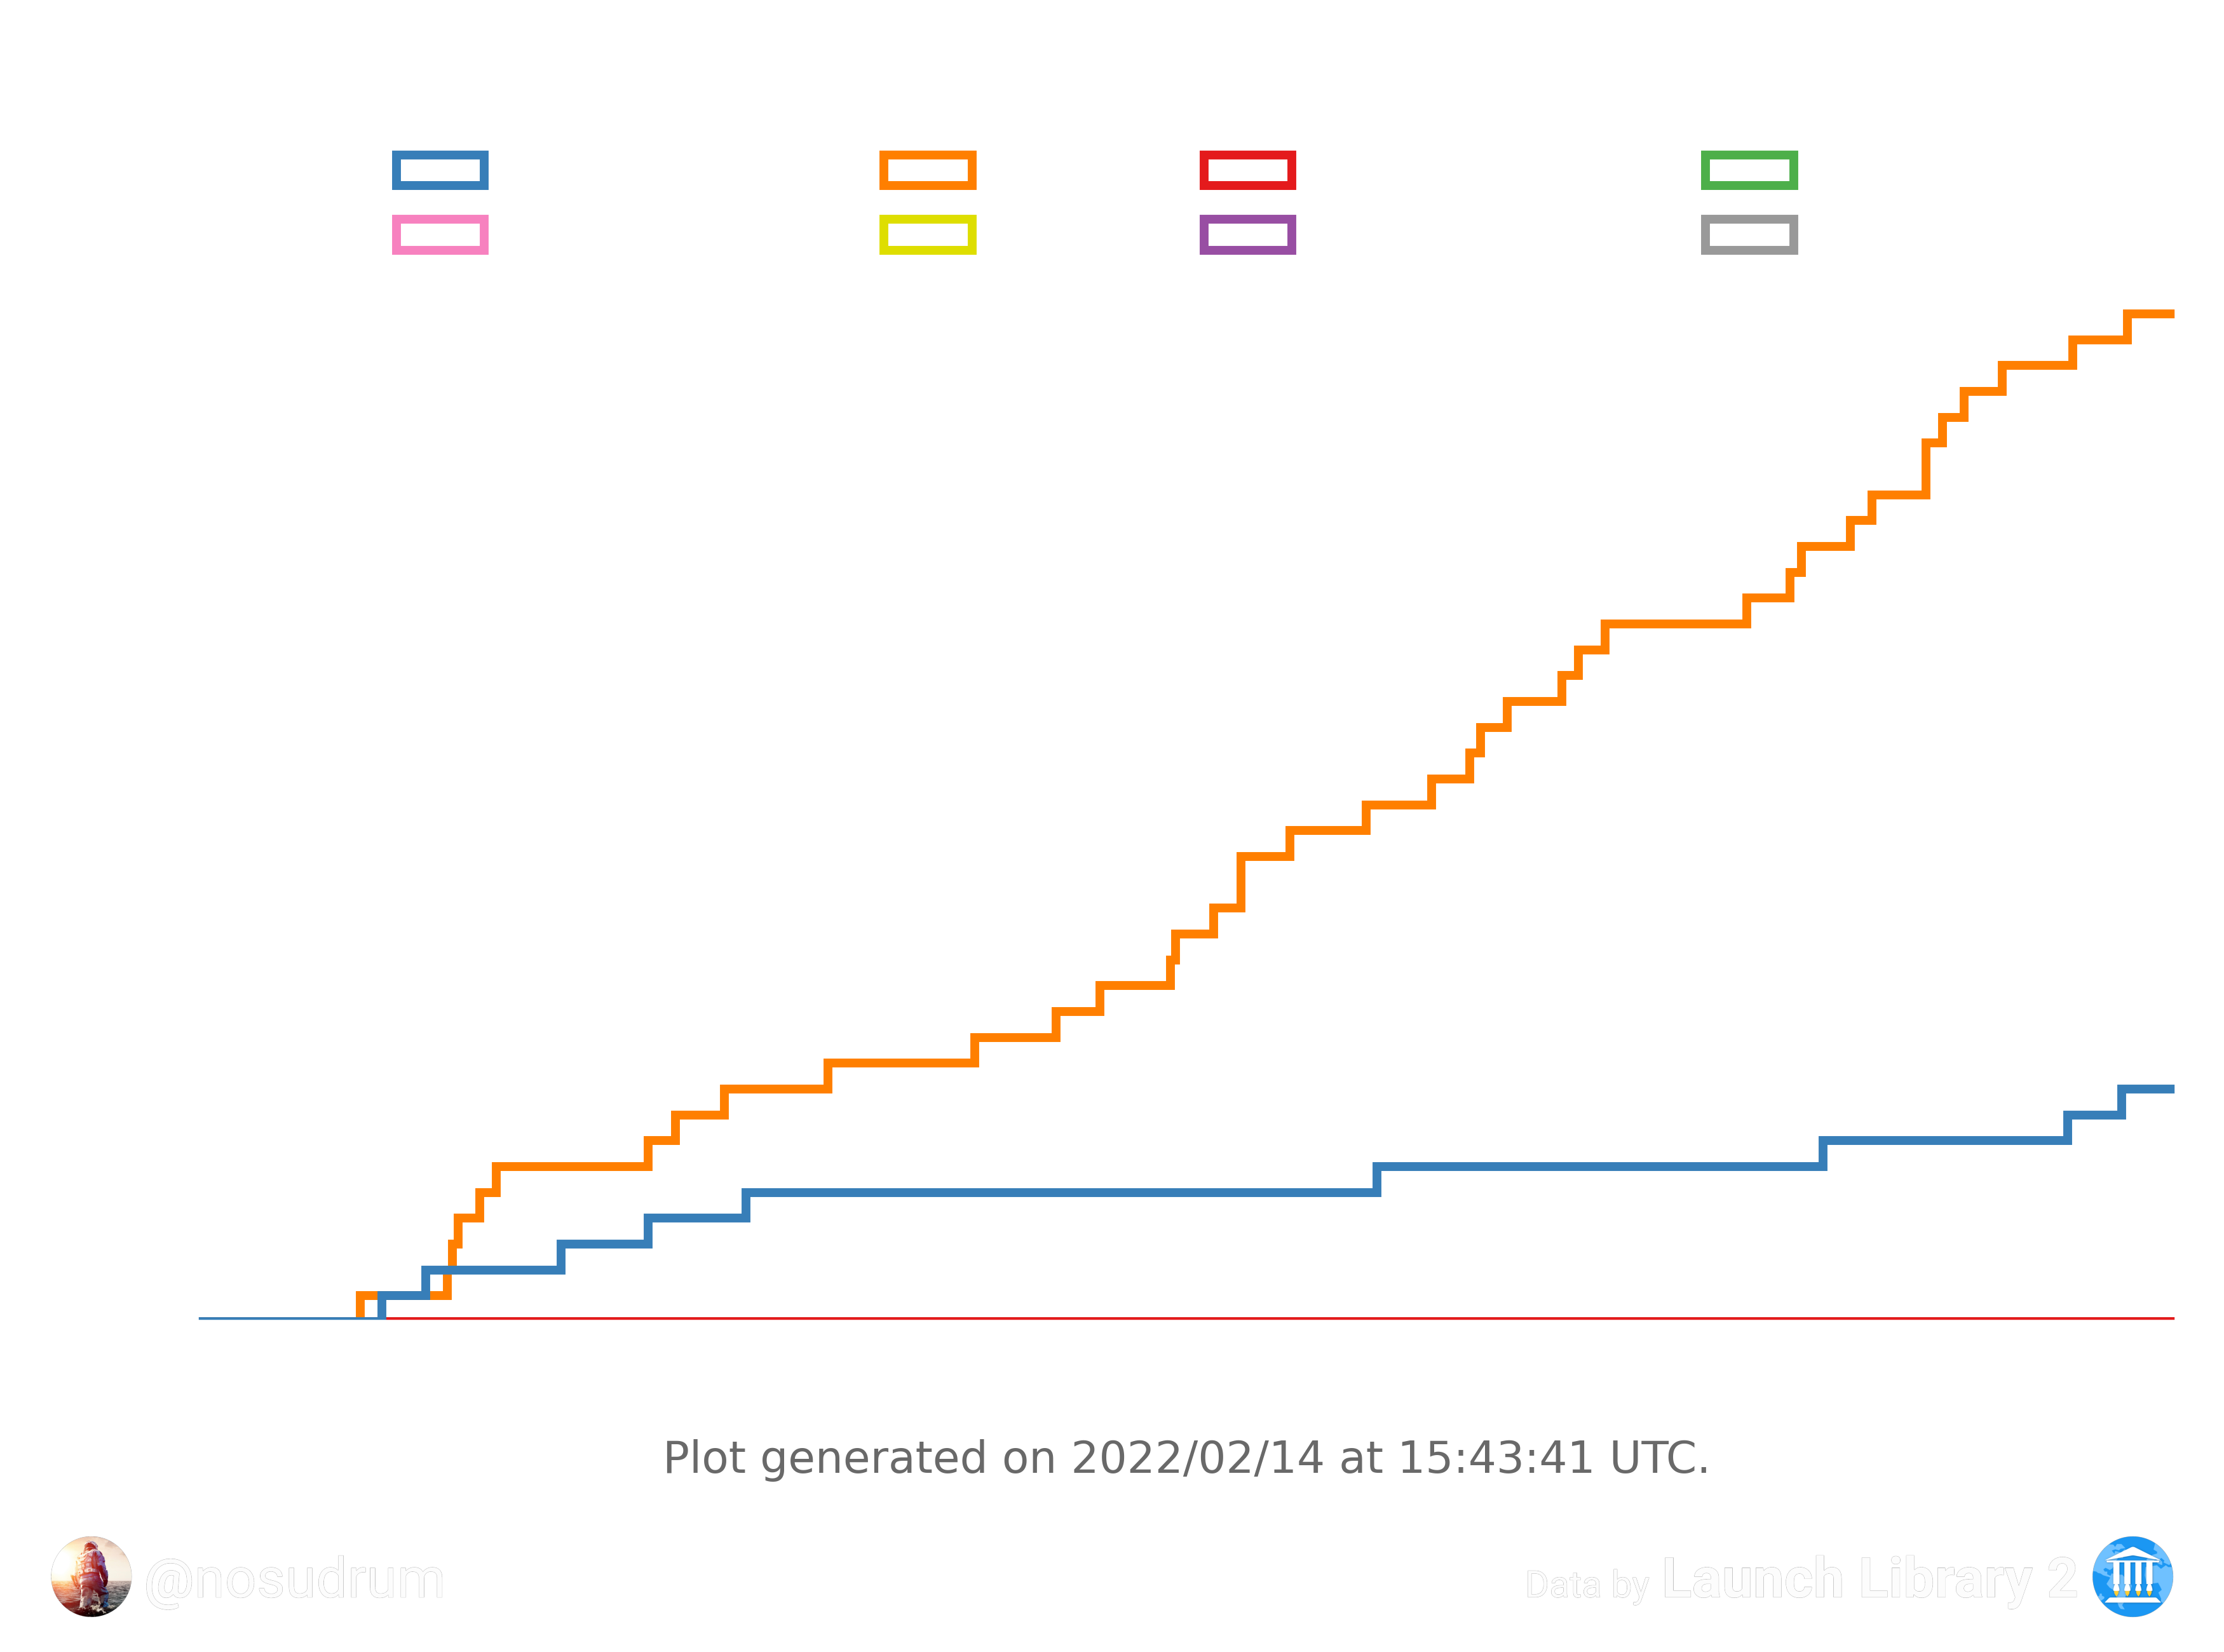 Plot generated on 2022/02/14 at 15:43:41 UTC.
@nosudrum
Data by Launch Library 2